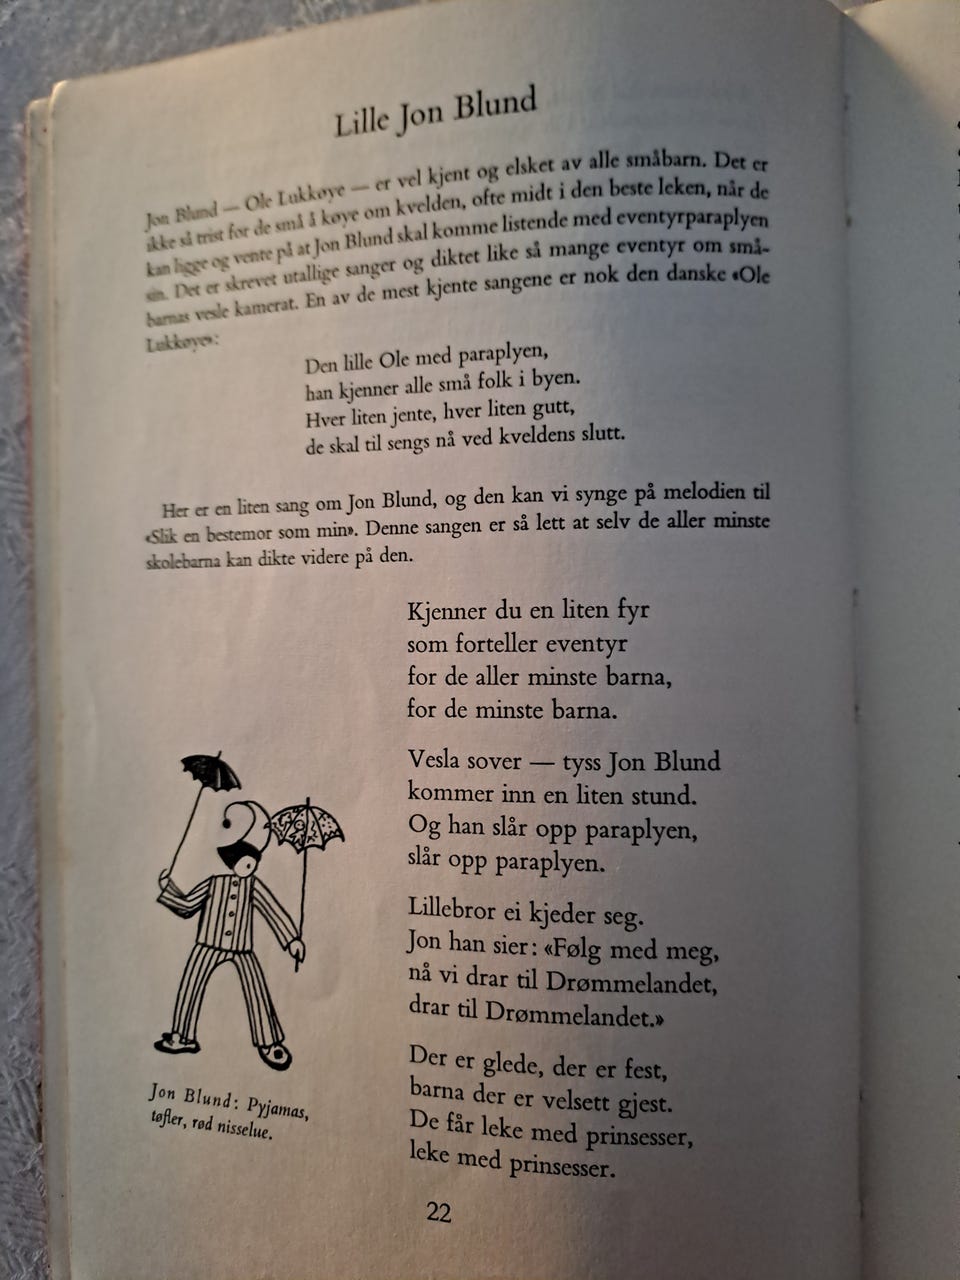 Lille Jon Blund
Jon Blund — Ole Lukkøye — er vel kjent og elsket av alle småbarn. Det er
ikke så trist for de små å køye om kvelden, ofte midt i den beste leken, når de
kan ligge og vente på at Jon Blund skal komme listende med eventyrparaplyen
sin. Det er skrevet utallige sanger og diktet like så mange eventyr om små-
barnas vesle kamerat. En av de mest kjente sangene er nok den danske «Ole
Lukkøye»:
Den lille Ole med paraplyen,
han kjenner alle små folk i byen.
Hver liten jente, hver liten gutt,
de skal til sengs nå ved kveldens slutt.
Her er en liten sang om Jon Blund, og den kan vi synge på melodien til
«Slik en bestemor som min». Denne sangen er så lett at selv de aller minste
skolebarna kan dikte videre på den.
Kjenner du en liten fyr
som forteller eventyr
for de aller minste barna,
for de minste barna.
Vesla sover — tyss Jon Blund
kommer inn en liten stund.
Og han slår opp paraplyen,
slår opp paraplyen.
Lillebror ei kjeder seg.
Jon han sier: «Følg med meg,
nå vi drar til Drømmelandet,
drar til Drømmelandet.»
Der er glede, der er fest,
barna der er velsett gjest.
De får leke med prinsesser,
leke med prinsesser.
Jon Blund: Pyjamas,
tøfler, rød nisselue.
22